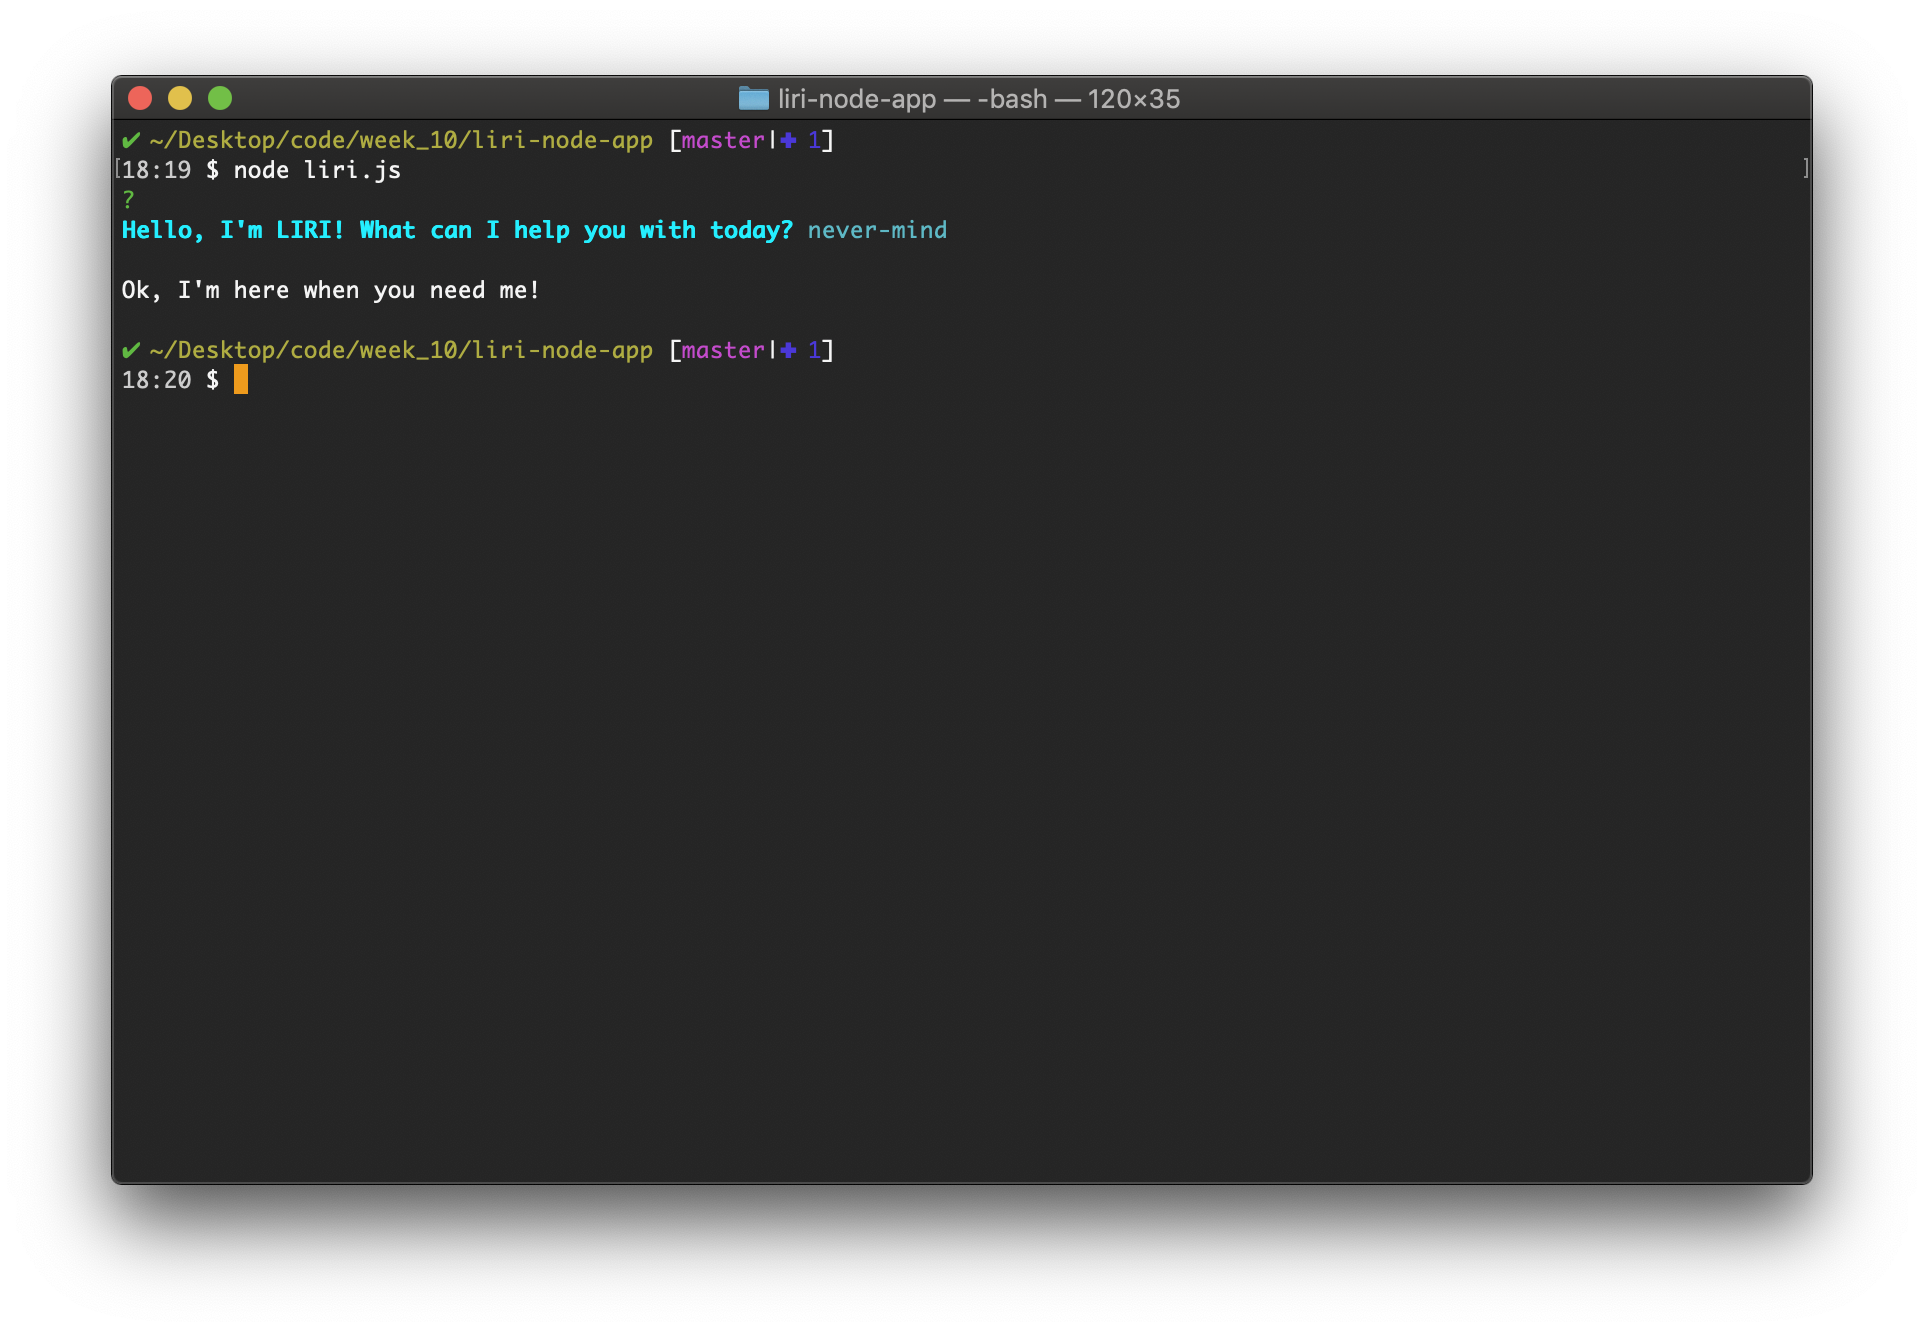 liri-node-app — -bash — 120×35
✔ ~/Desktop/code/week_10/liri-node-app [master|✚ 1]
[18:19 $ node liri.js ]
?
Hello, I'm LIRI! What can I help you with today? never-mind
Ok, I'm here when you need me!
✔ ~/Desktop/code/week_10/liri-node-app [master|✚ 1]
18:20 $